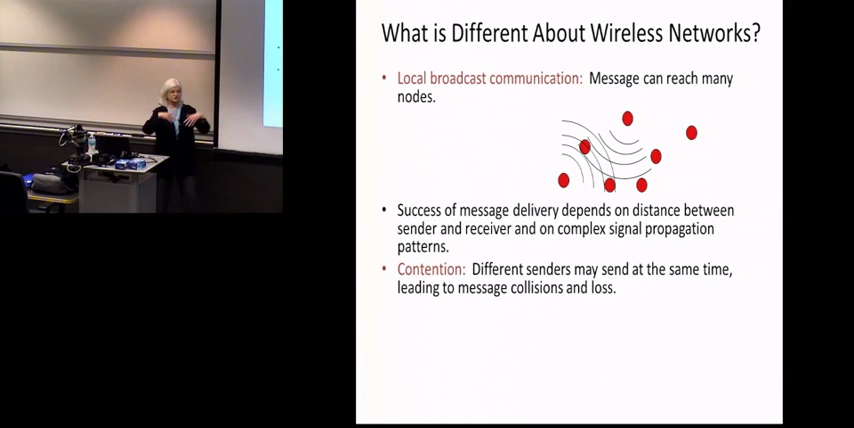 What is Different About Wireless Networks?
• Local broadcast communication: Message can reach many
nodes.
• Success of message delivery depends on distance between
sender and receiver and on complex signal propagation
patterns.
• Contention: Different senders may send at the same time,
leading to message collisions and loss.